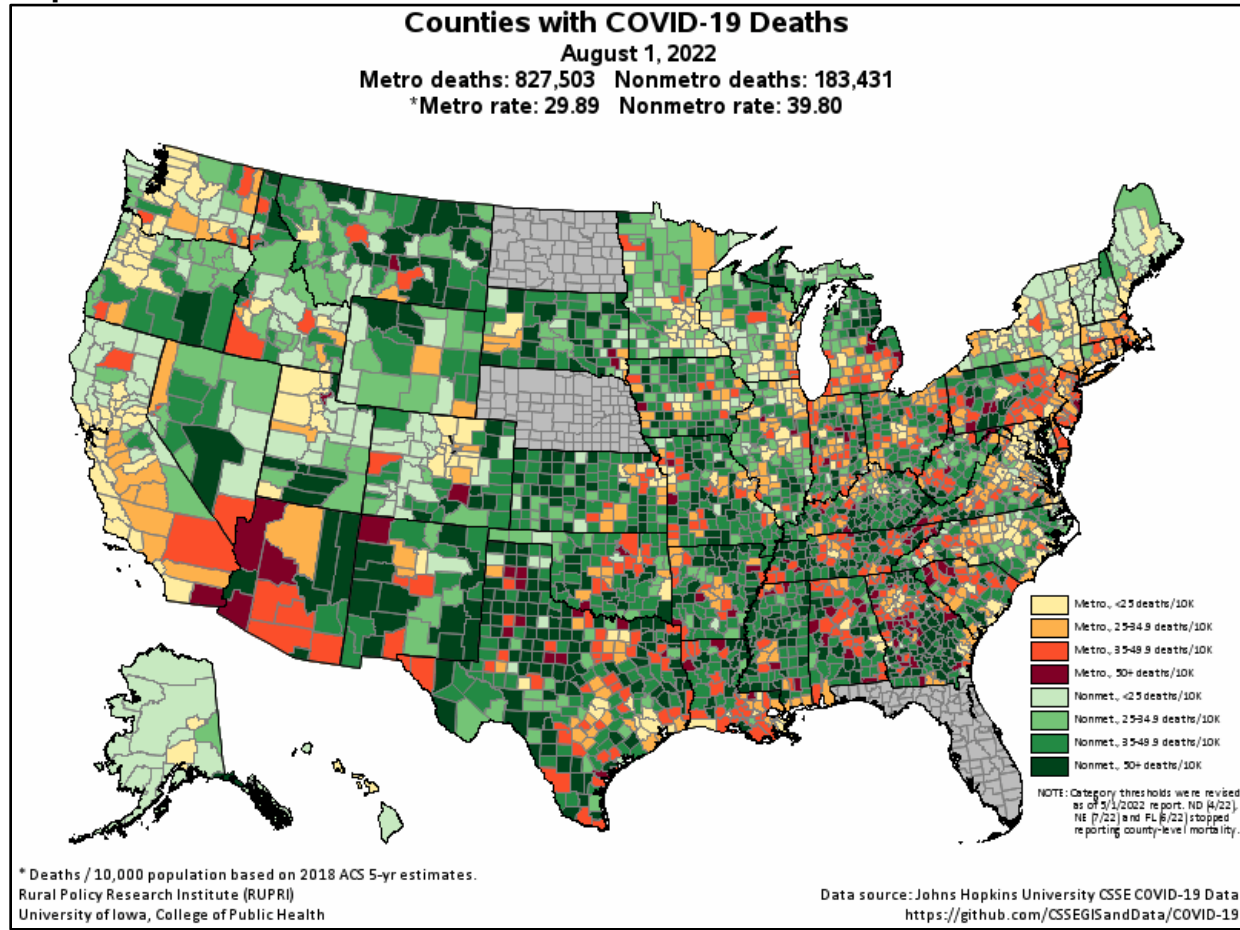 Counties with COVID-19 Deaths
August 1, 2022
Metro deaths: 827,503 Nonmetro deaths: 183,431
*Metro rate: 29.89 Nonmetro rate: 39.80
Metro., <25 deaths/10K
Metro., 25-34.9 deaths/10K
Metro., 35-49.9 deaths/10K
Metro., 50+ deaths/10K
Nonmet., <25 deaths/10K
Nonmet., 25-34.9 deaths/10K
Nonmet., 35-49.9 deaths/10K
Nonmet., 50+ deaths/10K
NOTE: Category thresholds were revised
as of 5/1/2022 report. ND (4/22),
NE (7/22) and FL (6/22) stopped
reporting county-level mortality.
* Deaths / 10,000 population based on 2018 ACS 5-yr estimates.
Rural Policy Research Institute (RUPRI)
University of Iowa, College of Public Health
Data source: Johns Hopkins University CSSE COVID-19 Data
https://github.com/CSSEGISandData/COVID-19